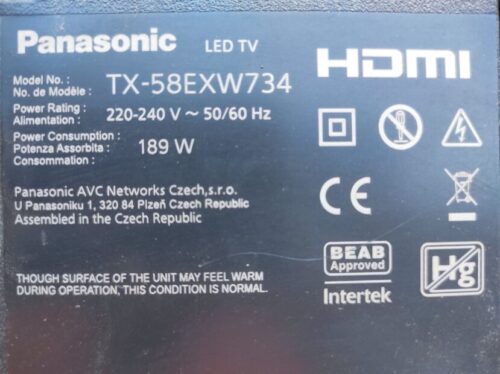 Panasonic LED TV
HDMI
Model No. :
No. de Modèle :
TX-58EXW734
Power Rating :
Alimentation :
220-240 V ~ 50/60 Hz
Power Consumption :
Potenza Assorbita :
Consommation :
189 W
CE
Panasonic AVC Networks Czech,s.r.o.
U Panasoniku 1, 320 84 Plzeň Czech Republic
Assembled in the Czech Republic
BEAB
Approved
Intertek
Hg
THOUGH SURFACE OF THE UNIT MAY FEEL WARM
DURING OPERATION, THIS CONDITION IS NORMAL.